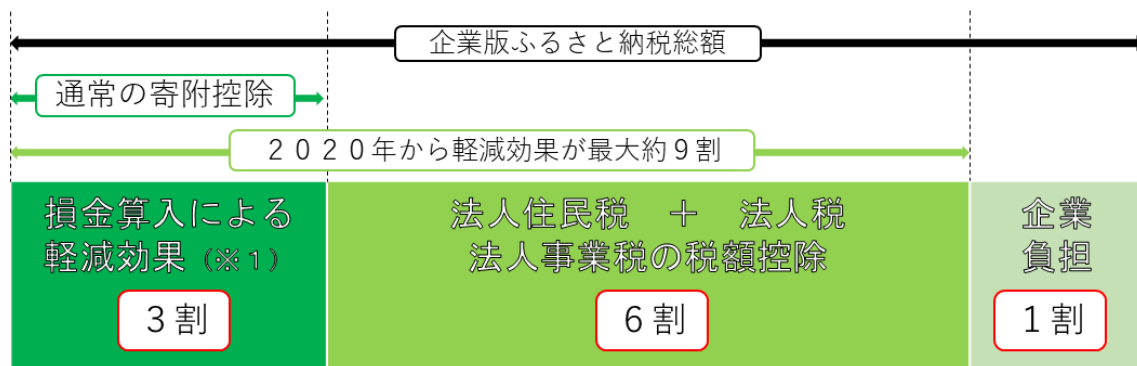 企業版ふるさと納税総額
通常の寄附控除
２０２０年から軽減効果が最大約９割
損金算入による
軽減効果（※１）
３割
法人住民税　＋　法人税
法人事業税の税額控除
６割
企業
負担
１割